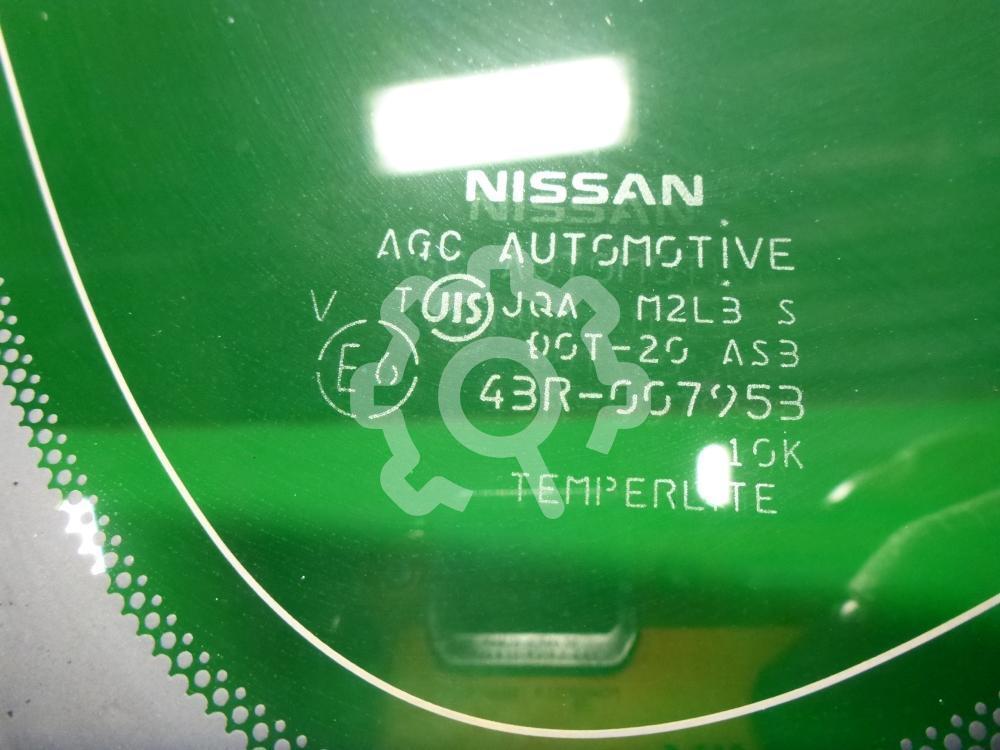 NISSAN
AGC AUTOMOTIVE
V T JIS JQA M2L3 S
E6 DOT-20 AS3
43R-007953
10K
TEMPERLITE